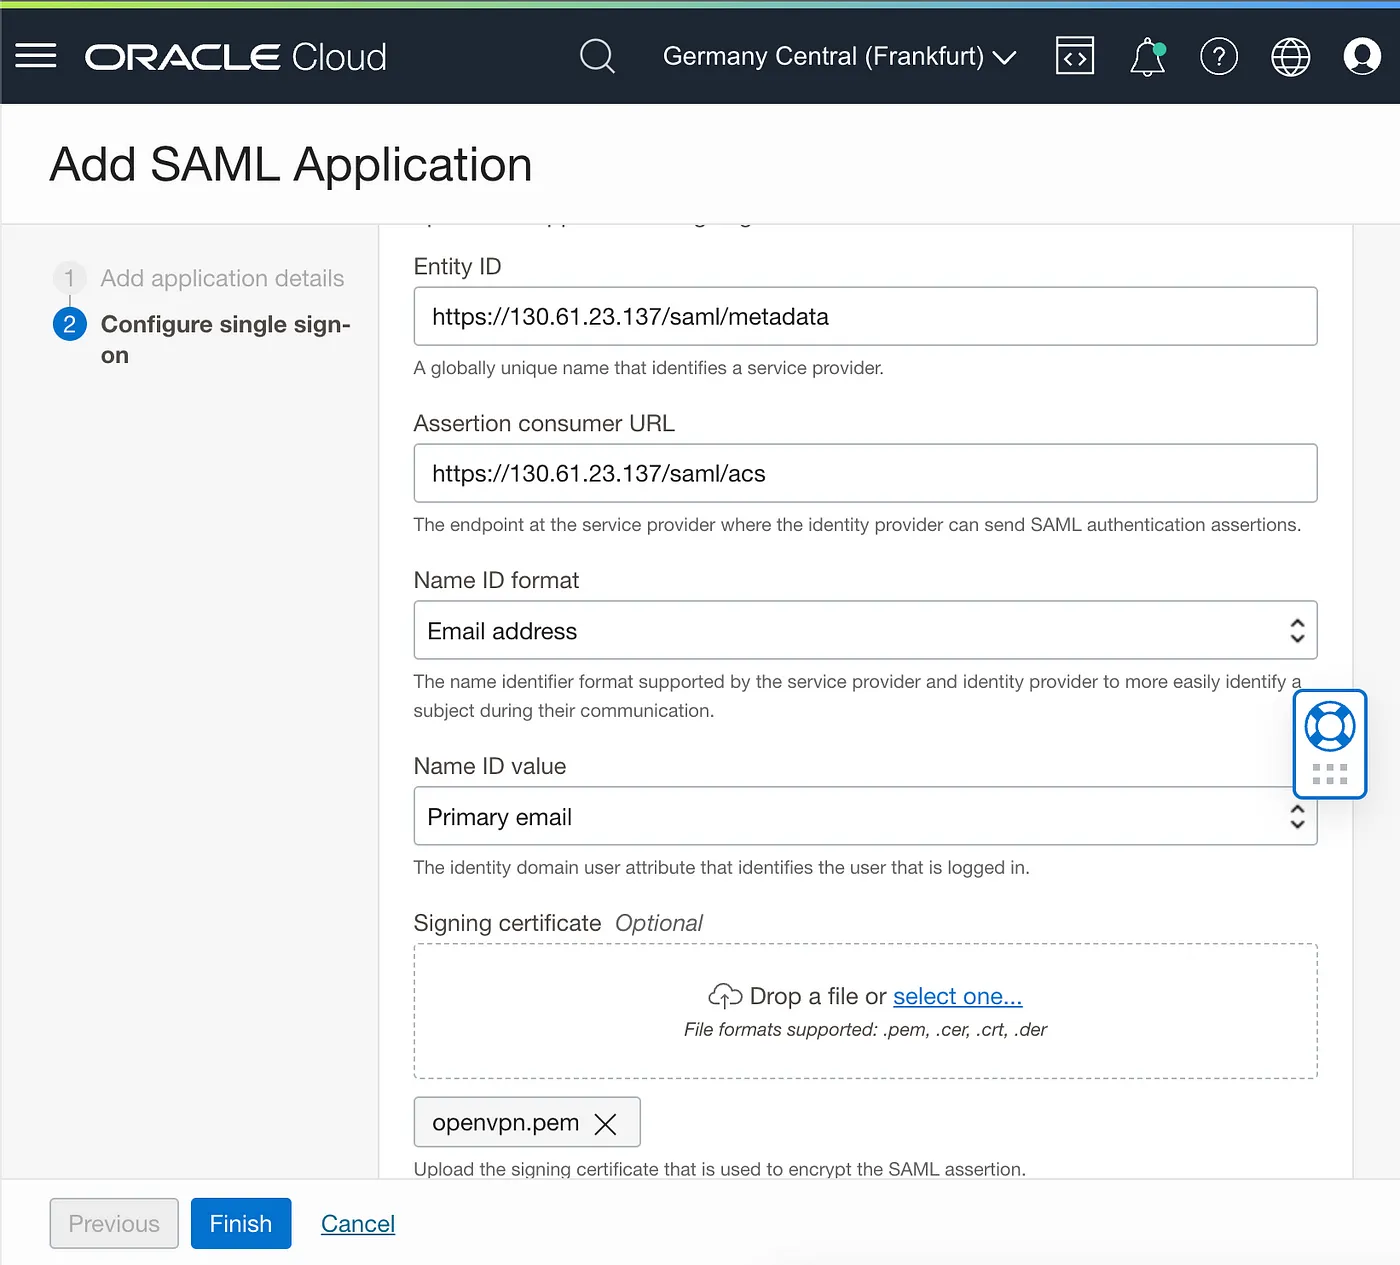 ORACLE Cloud
Germany Central (Frankfurt)
Add SAML Application
1 Add application details
2 Configure single sign-
on
Entity ID
https://130.61.23.137/saml/metadata
A globally unique name that identifies a service provider.
Assertion consumer URL
https://130.61.23.137/saml/acs
The endpoint at the service provider where the identity provider can send SAML authentication assertions.
Name ID format
Email address
The name identifier format supported by the service provider and identity provider to more easily identify a
subject during their communication.
Name ID value
Primary email
The identity domain user attribute that identifies the user that is logged in.
Signing certificate Optional
Drop a file or select one...
File formats supported: .pem, .cer, .crt, .der
openvpn.pem
Upload the signing certificate that is used to encrypt the SAML assertion.
Previous
Finish
Cancel